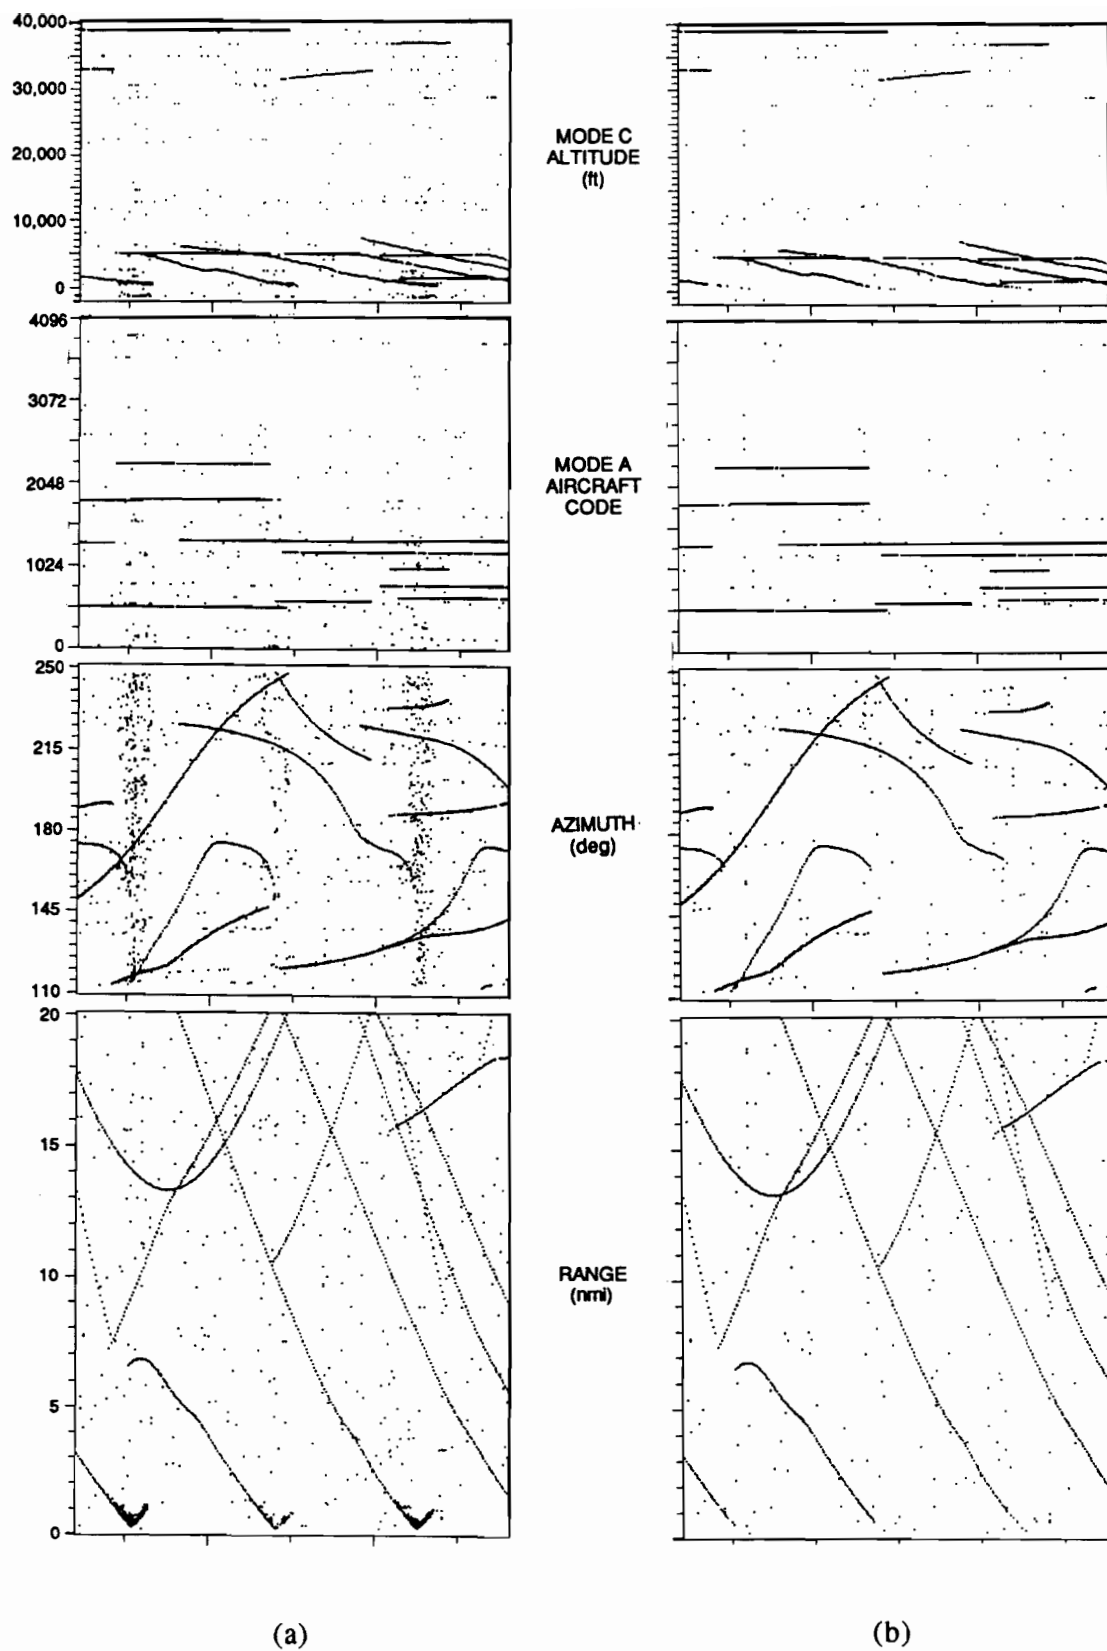 40,000
30,000
20,000
10,000
0
MODE C
ALTITUDE
(ft)
4096
3072
2048
1024
0
MODE A
AIRCRAFT
CODE
250
215
180
145
110
AZIMUTH
(deg)
20
15
10
5
0
RANGE
(nmi)
(a)
(b)